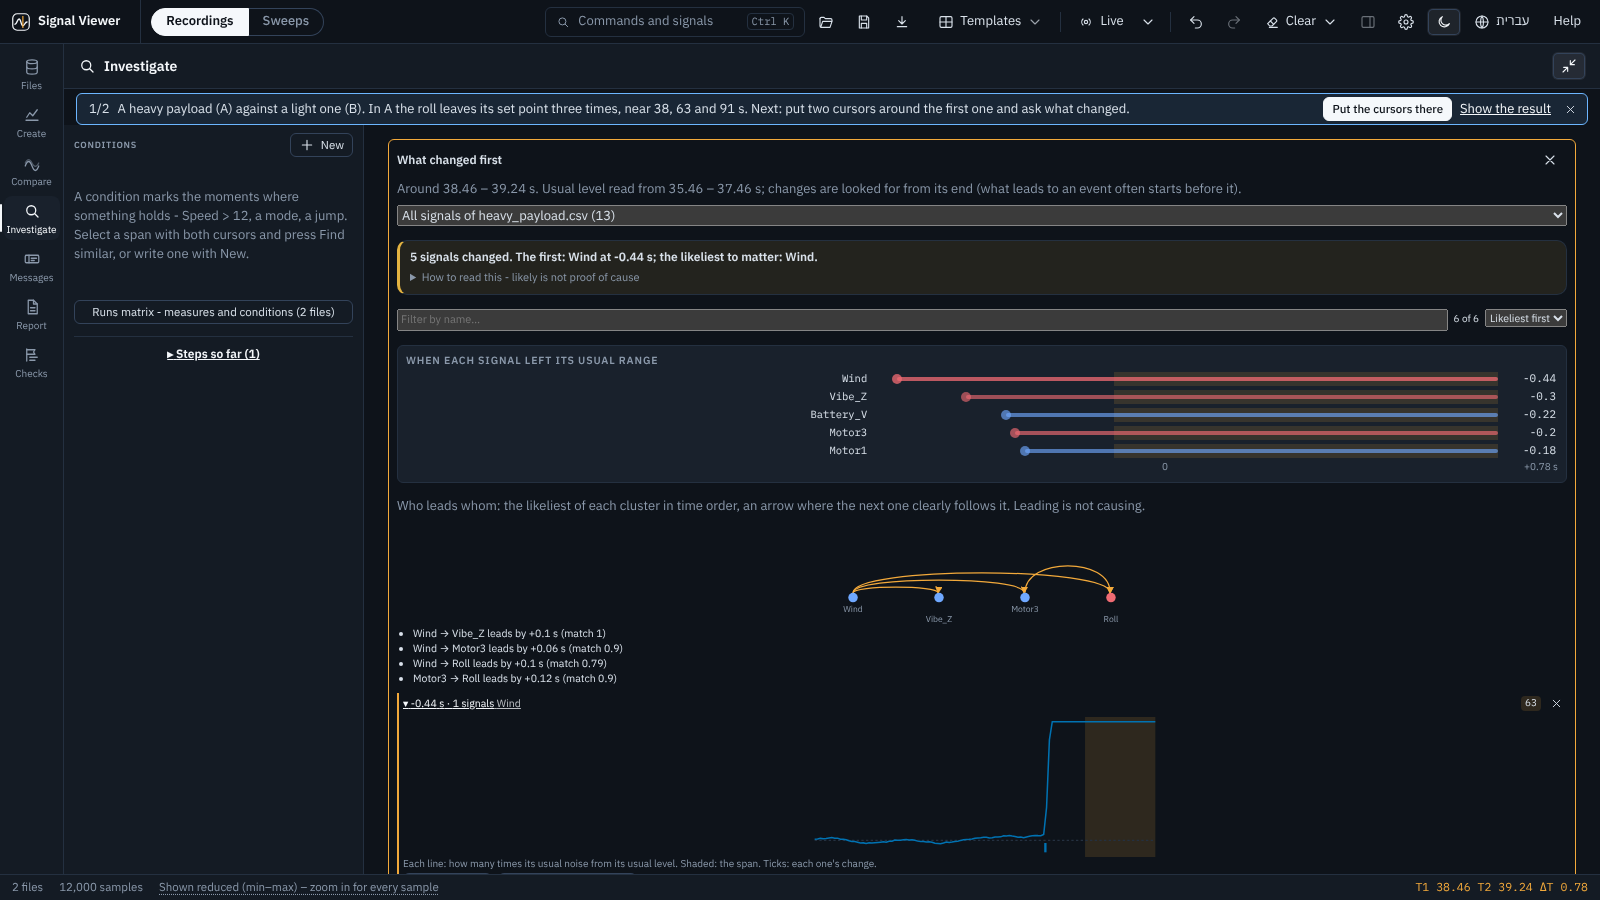 Signal Viewer
Recordings
Sweeps
Commands and signals
Ctrl K
Templates
Live
Clear
עברית
Help
Files
Create
Compare
Investigate
Messages
Report
Checks
Investigate
1/2 A heavy payload (A) against a light one (B). In A the roll leaves its set point three times, near 38, 63 and 91 s. Next: put two cursors around the first one and ask what changed.
Put the cursors there
Show the result
CONDITIONS
New
A condition marks the moments where
something holds - Speed > 12, a mode, a jump.
Select a span with both cursors and press Find
similar, or write one with New.
Runs matrix - measures and conditions (2 files)
▸ Steps so far (1)
What changed first
Around 38.46 – 39.24 s. Usual level read from 35.46 – 37.46 s; changes are looked for from its end (what leads to an event often starts before it).
All signals of heavy_payload.csv (13)
5 signals changed. The first: Wind at -0.44 s; the likeliest to matter: Wind.
▶ How to read this - likely is not proof of cause
Filter by name...
6 of 6
Likeliest first
WHEN EACH SIGNAL LEFT ITS USUAL RANGE
Wind -0.44
Vibe_Z -0.3
Battery_V -0.22
Motor3 -0.2
Motor1 -0.18
0 +0.78 s
Who leads whom: the likeliest of each cluster in time order, an arrow where the next one clearly follows it. Leading is not causing.
Wind
Vibe_Z
Motor3
Roll
• Wind → Vibe_Z leads by +0.1 s (match 1)
• Wind → Motor3 leads by +0.06 s (match 0.9)
• Wind → Roll leads by +0.1 s (match 0.79)
• Motor3 → Roll leads by +0.12 s (match 0.9)
▾ -0.44 s · 1 signals Wind
63
Each line: how many times its usual noise from its usual level. Shaded: the span. Ticks: each one's change.
2 files
12,000 samples
Shown reduced (min–max) – zoom in for every sample
T1 38.46 T2 39.24 ΔT 0.78